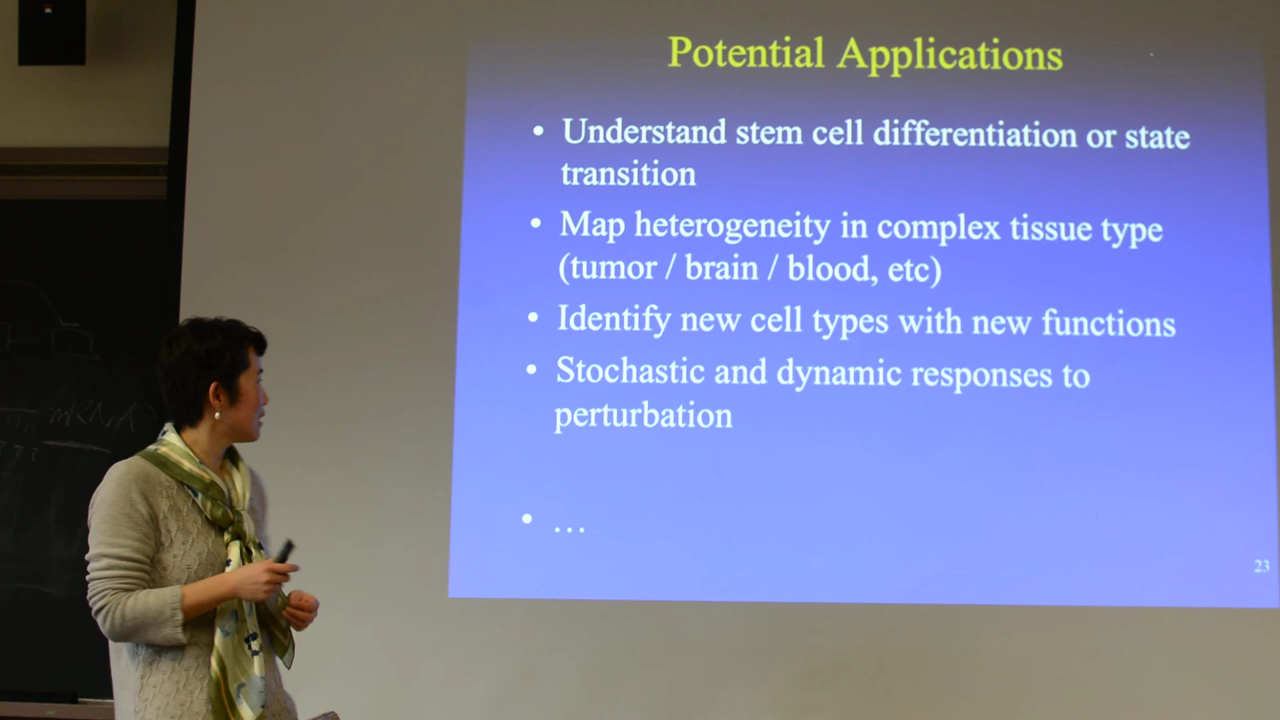 Potential Applications
• Understand stem cell differentiation or state
transition
• Map heterogeneity in complex tissue type
(tumor / brain / blood, etc)
• Identify new cell types with new functions
• Stochastic and dynamic responses to
perturbation
• …
23
mRNA